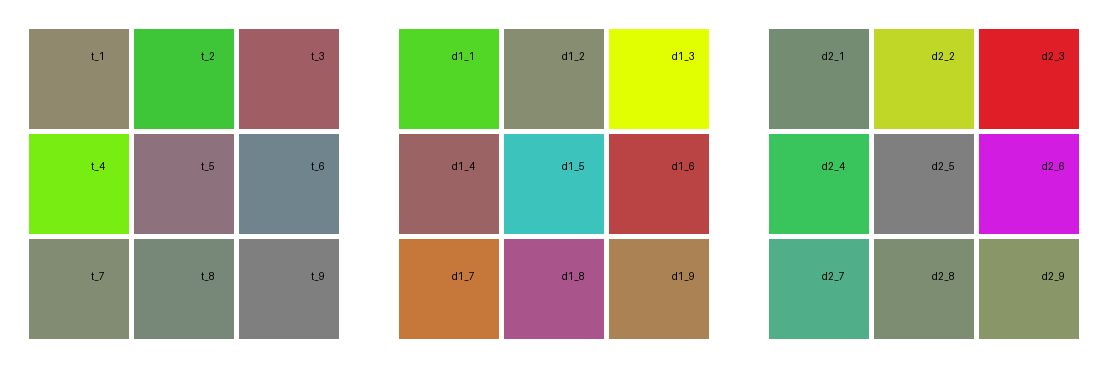 t_1 t_2 t_3 d1_1 d1_2 d1_3 d2_1 d2_2 d2_3
t_4 t_5 t_6 d1_4 d1_5 d1_6 d2_4 d2_5 d2_6
t_7 t_8 t_9 d1_7 d1_8 d1_9 d2_7 d2_8 d2_9